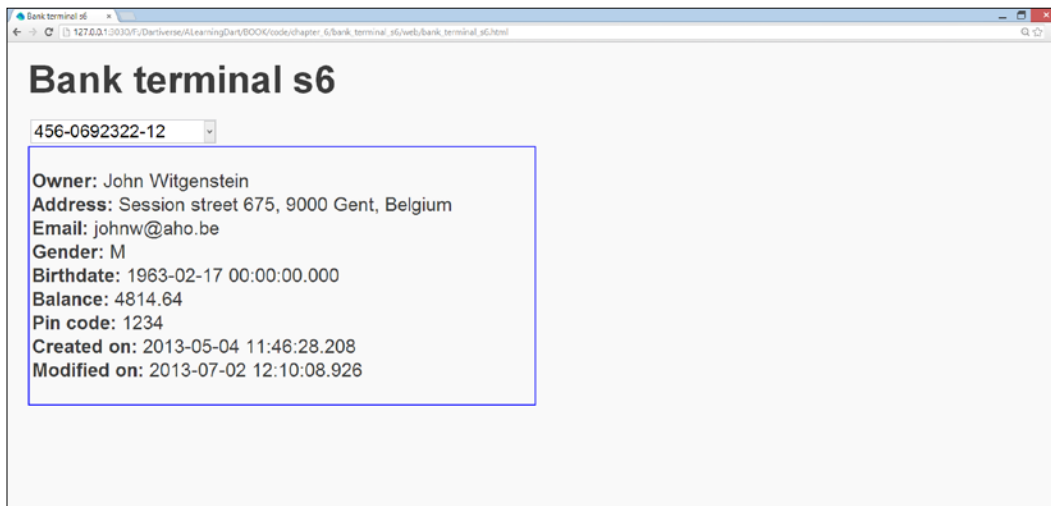 Bank terminal s6
127.0.0.1:3030/F:/Dartiverse/ALearningDart/BOOK/code/chapter_6/bank_terminal_s6/web/bank_terminal_s6.html
Bank terminal s6
456-0692322-12
Owner: John Witgenstein
Address: Session street 675, 9000 Gent, Belgium
Email: johnw@aho.be
Gender: M
Birthdate: 1963-02-17 00:00:00.000
Balance: 4814.64
Pin code: 1234
Created on: 2013-05-04 11:46:28.208
Modified on: 2013-07-02 12:10:08.926